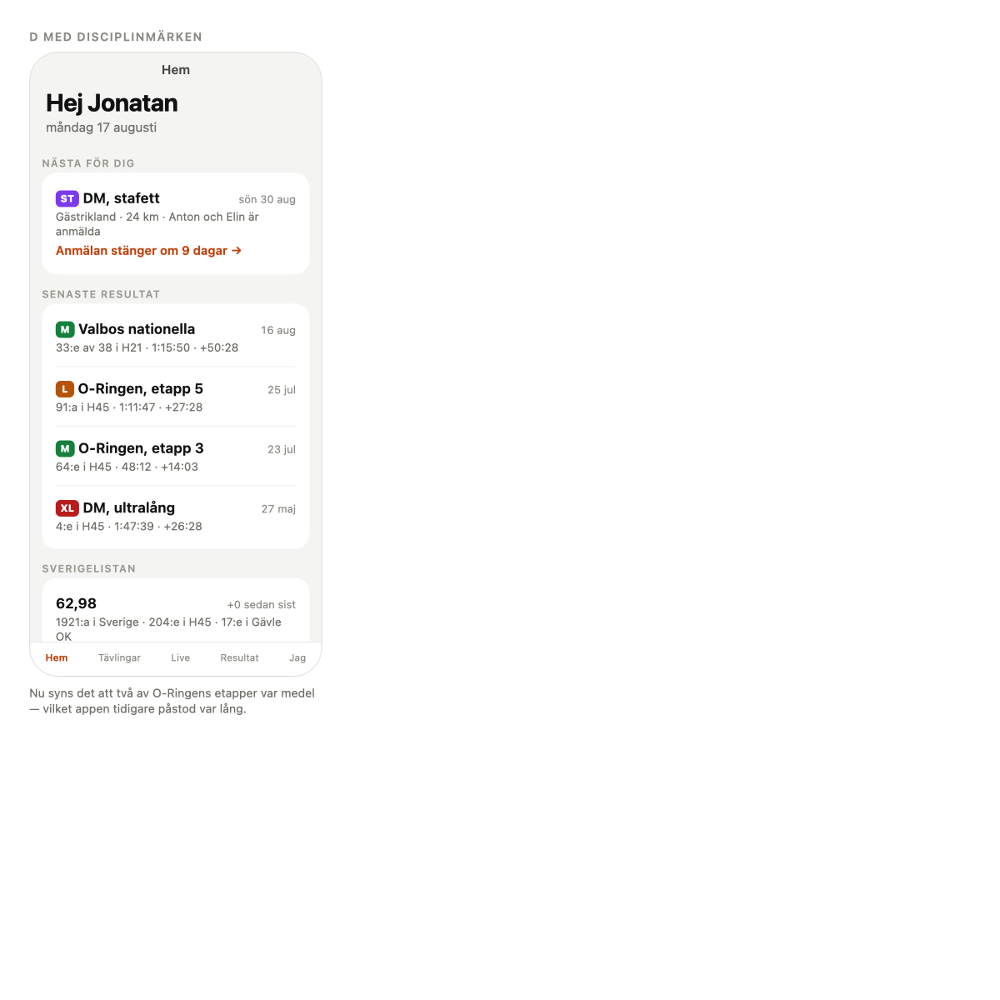 D MED DISCIPLINMÄRKEN
Hem
Hej Jonatan
måndag 17 augusti
NÄSTA FÖR DIG
ST DM, stafett sön 30 aug
Gästrikland · 24 km · Anton och Elin är
anmälda
Anmälan stänger om 9 dagar →
SENASTE RESULTAT
M Valbos nationella 16 aug
33:e av 38 i H21 · 1:15:50 · +50:28
L O-Ringen, etapp 5 25 jul
91:a i H45 · 1:11:47 · +27:28
M O-Ringen, etapp 3 23 jul
64:e i H45 · 48:12 · +14:03
XL DM, ultralång 27 maj
4:e i H45 · 1:47:39 · +26:28
SVERIGELISTAN
62,98 +0 sedan sist
1921:a i Sverige · 204:e i H45 · 17:e i Gävle
OK
Hem Tävlingar Live Resultat Jag
Nu syns det att två av O-Ringens etapper var medel
— vilket appen tidigare påstod var lång.